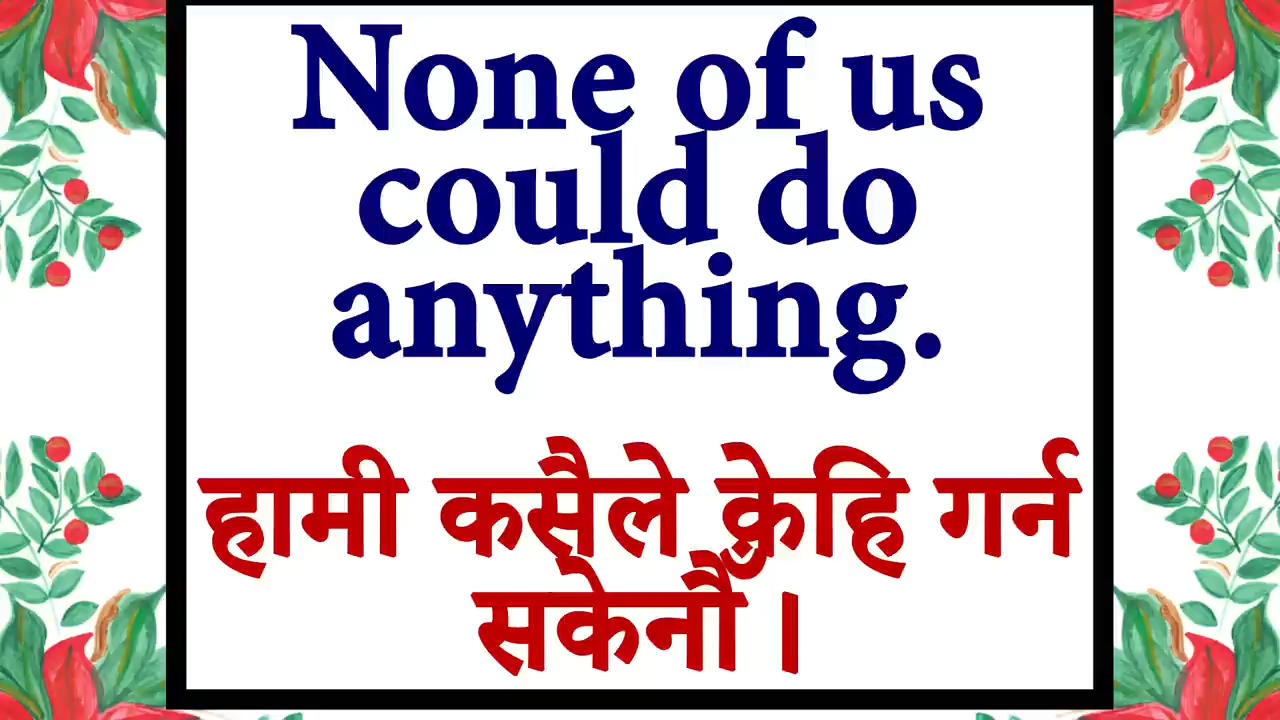 None of us
could do
anything.
हामी कसैले केहि गर्न
सकेनौँ ।